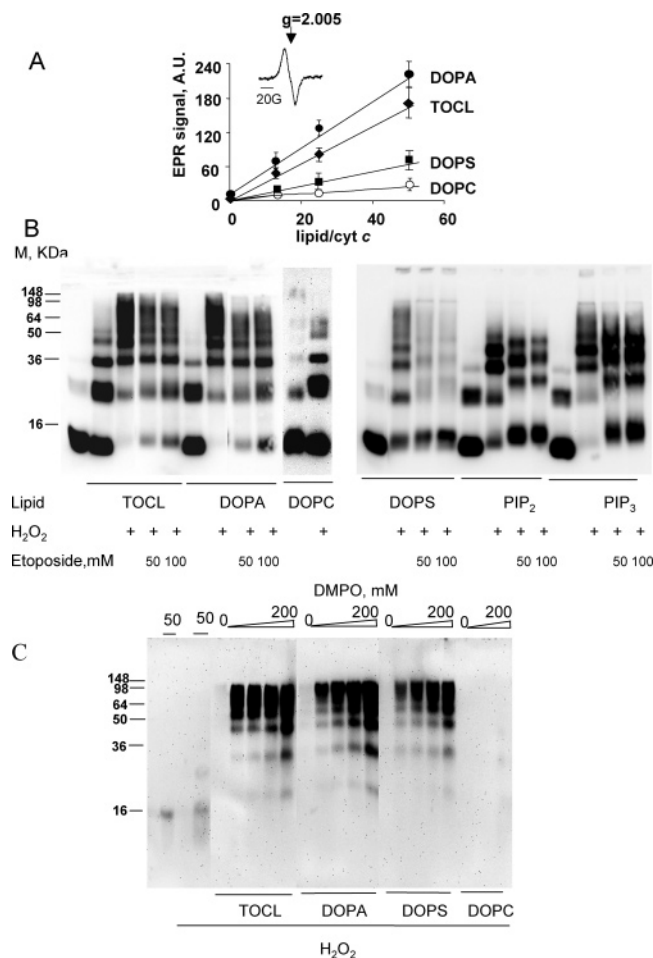 A
g=2.005
20G
EPR signal, A.U.
240
180
120
60
0
0 20 40 60
lipid/cyt c
DOPA
TOCL
DOPS
DOPC
B
M, KDa
148
98
64
50
36
16
Lipid TOCL DOPA DOPC DOPS PIP2 PIP3
H2O2 + + + + + + + + + + + + + + + +
Etoposide,mM 50 100 50 100 50 100 50 100 50 100
DMPO, mM
50 50 0 200 0 200 0 200 0 200
C
148
98
64
50
36
16
TOCL DOPA DOPS DOPC
H2O2